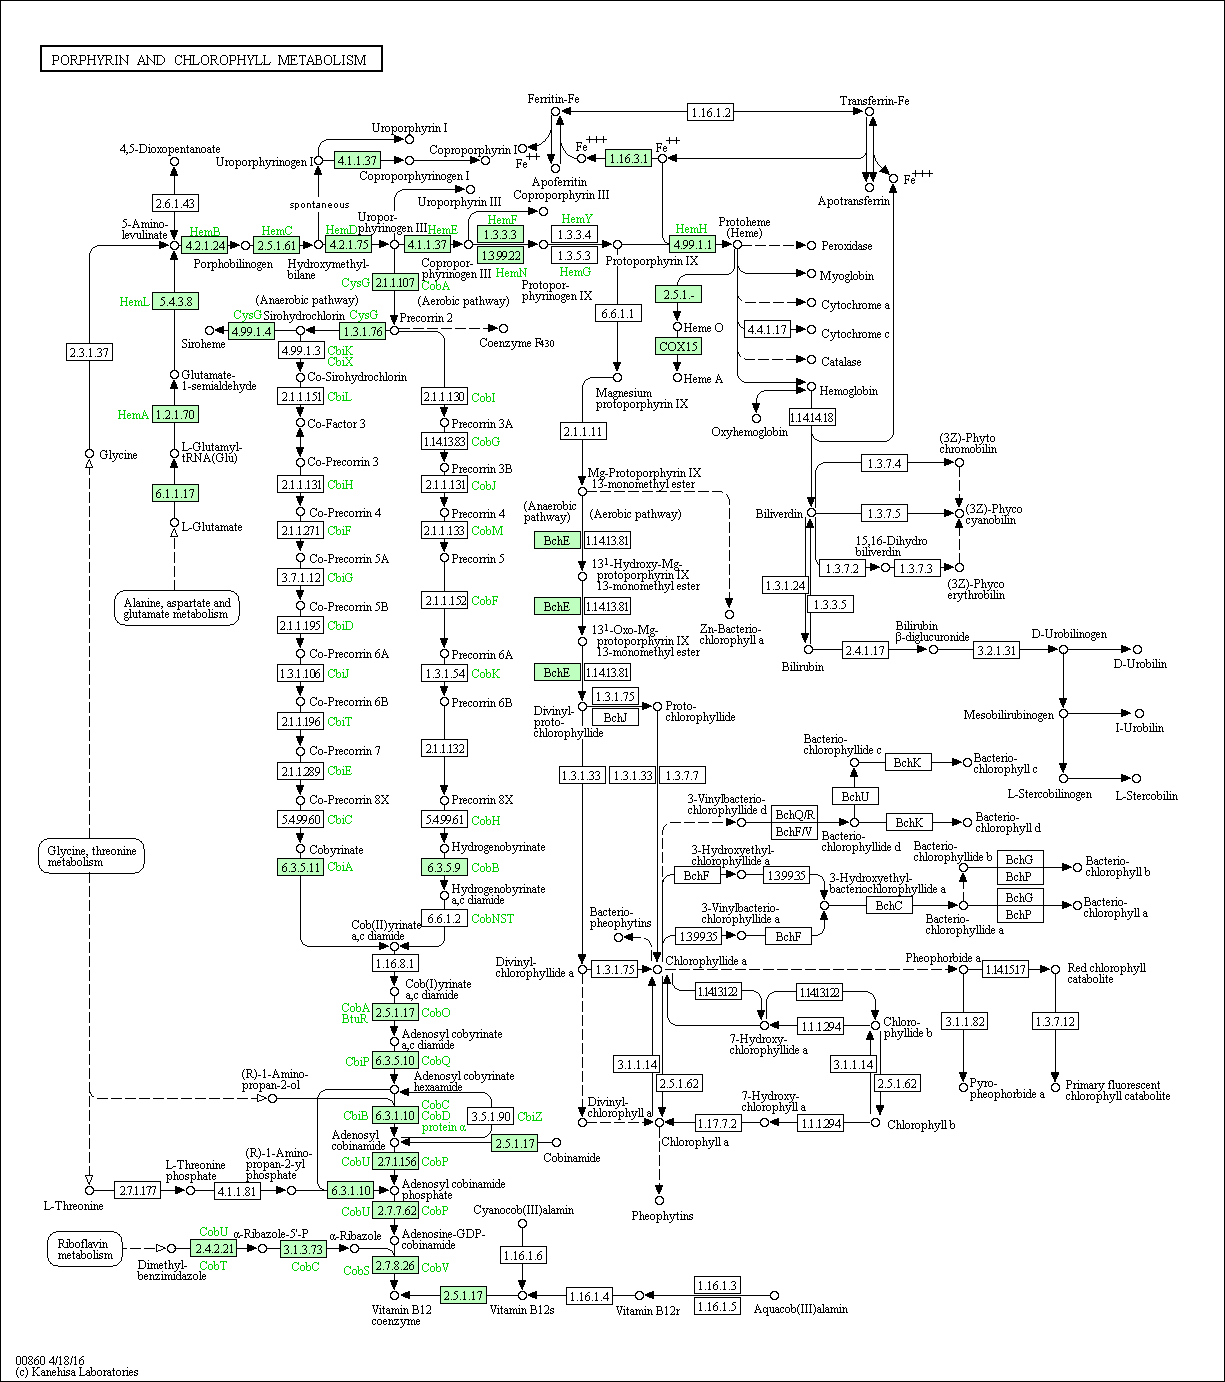 PORPHYRIN AND CHLOROPHYLL METABOLISM
Ferritin-Fe
1.16.1.2
Transferrin-Fe
Uroporphyrin I
4,5-Dioxopentanoate
Uroporphyrinogen I
4.1.1.37
Coproporphyrin I
Coproporphyrinogen I
Fe++
Fe+++
1.16.3.1
Fe++
Apoferritin
Fe+++
Apotransferrin
2.6.1.43
spontaneous
Uroporphyrin III
Coproporphyrin III
5-Amino-
levulinate
HemB
4.2.1.24
Porphobilinogen
HemC
2.5.1.61
Hydroxymethyl-
bilane
HemD
4.2.1.75
Uropor-
phyrinogen III
HemE
4.1.1.37
Copropor-
phyrinogen III
HemF
1.3.3.3
1.3.99.22
HemN
HemY
1.3.3.4
1.3.5.3
HemG
Protopor-
phyrinogen IX
Protoporphyrin IX
HemH
4.99.1.1
Protoheme
(Heme)
Peroxidase
Myoglobin
Cytochrome a
4.4.1.17
Cytochrome c
Catalase
Hemoglobin
Oxyhemoglobin
1.14.14.18
2.5.1.-
Heme O
COX15
Heme A
6.6.1.1
Magnesium
protoporphyrin IX
CysG
2.1.1.107
CobA
(Anaerobic pathway)
(Aerobic pathway)
HemL
5.4.3.8
CysG
Sirohydrochlorin
CysG
Siroheme
4.99.1.4
1.3.1.76
Precorrin 2
Coenzyme F430
2.3.1.37
4.99.1.3
CbiK
CbiX
Glutamate-
1-semialdehyde
Co-Sirohydrochlorin
2.1.1.151
CbiL
2.1.1.130
CobI
HemA
1.2.1.70
Co-Factor 3
Precorrin 3A
1.14.13.83
CobG
Glycine
L-Glutamyl-
tRNA(Glu)
Co-Precorrin 3
Precorrin 3B
6.1.1.17
2.1.1.131
CbiH
2.1.1.131
CobJ
L-Glutamate
Co-Precorrin 4
Precorrin 4
2.1.1.271
CbiF
2.1.1.133
CobM
Co-Precorrin 5A
Precorrin 5
3.7.1.12
CbiG
Alanine, aspartate and
glutamate metabolism
Co-Precorrin 5B
2.1.1.152
CobF
2.1.1.195
CbiD
Co-Precorrin 6A
Precorrin 6A
1.3.1.106
CbiJ
1.3.1.54
CobK
Co-Precorrin 6B
Precorrin 6B
2.1.1.196
CbiT
Co-Precorrin 7
2.1.1.132
2.1.1.289
CbiE
Co-Precorrin 8X
Precorrin 8X
5.4.99.60
CbiC
5.4.99.61
CobH
Cobyrinate
Hydrogenobyrinate
6.3.5.11
CbiA
6.3.5.9
CobB
Hydrogenobyrinate
a,c diamide
6.6.1.2
CobNST
Cob(II)yrinate
a,c diamide
2.1.1.11
Mg-Protoporphyrin IX
13-monomethyl ester
(Anaerobic
pathway)
(Aerobic pathway)
BchE
1.14.13.81
13¹-Hydroxy-Mg-
protoporphyrin IX
13-monomethyl ester
BchE
1.14.13.81
13¹-Oxo-Mg-
protoporphyrin IX
13-monomethyl ester
BchE
1.14.13.81
Zn-Bacterio-
chlorophyll a
1.3.1.75
BchJ
Divinyl-
proto-
chlorophyllide
Proto-
chlorophyllide
1.3.1.33
1.3.1.33
1.3.7.7
Biliverdin
1.3.7.4
(3Z)-Phyto
chromobilin
1.3.7.5
(3Z)-Phyco
cyanobilin
15,16-Dihydro
biliverdin
1.3.7.2
1.3.7.3
(3Z)-Phyco
erythrobilin
1.3.1.24
1.3.3.5
Bilirubin
2.4.1.17
Bilirubin
β-diglucuronide
3.2.1.31
D-Urobilinogen
D-Urobilin
Mesobilirubinogen
I-Urobilin
L-Stercobilinogen
L-Stercobilin
Bacterio-
chlorophyllide c
BchK
Bacterio-
chlorophyll c
BchU
3-Vinylbacterio-
chlorophyllide d
BchQ/R
BchF/V
Bacterio-
chlorophyllide d
BchK
Bacterio-
chlorophyll d
3-Hydroxyethyl-
chlorophyllide a
BchF
1.3.99.35
3-Hydroxyethyl-
bacteriochlorophyllide a
BchC
Bacterio-
chlorophyllide b
BchG
BchP
Bacterio-
chlorophyll b
BchG
BchP
Bacterio-
chlorophyll a
Bacterio-
chlorophyllide a
3-Vinylbacterio-
chlorophyllide a
1.3.99.35
BchF
Bacterio-
pheophytins
Divinyl-
chlorophyllide a
1.3.1.75
Chlorophyllide a
Pheophorbide a
1.14.15.17
Red chlorophyll
catabolite
1.14.13.122
1.14.13.122
7-Hydroxy-
chlorophyllide a
1.1.1.294
Chloro-
phyllide b
3.1.1.82
1.3.7.12
Pyro-
pheophorbide a
Primary fluorescent
chlorophyll catabolite
3.1.1.14
2.5.1.62
3.1.1.14
2.5.1.62
Divinyl-
chlorophyll a
Chlorophyll a
1.17.7.2
7-Hydroxy-
chlorophyll a
1.1.1.294
Chlorophyll b
Pheophytins
Glycine, threonine
metabolism
1.16.8.1
Cob(I)yrinate
a,c diamide
CobA
BtuR
2.5.1.17
CobO
Adenosyl cobyrinate
a,c diamide
CbiP
6.3.5.10
CobQ
(R)-1-Amino-
propan-2-ol
Adenosyl cobyrinate
hexaamide
CbiB
6.3.1.10
CobC
CobD
protein α
3.5.1.90
CbiZ
Adenosyl
cobinamide
2.5.1.17
Cobinamide
CobU
2.7.1.156
CobP
L-Threonine
2.7.1.177
L-Threonine
phosphate
4.1.1.81
(R)-1-Amino-
propan-2-yl
phosphate
6.3.1.10
Adenosyl cobinamide
phosphate
CobU
2.7.7.62
CobP
Riboflavin
metabolism
Dimethyl-
benzimidazole
CobU
2.4.2.21
CobT
α-Ribazole-5'-P
3.1.3.73
CobC
α-Ribazole
Adenosine-GDP-
cobinamide
CobS
2.7.8.26
CobV
Cyanocob(III)alamin
1.16.1.6
Vitamin B12
coenzyme
2.5.1.17
Vitamin B12s
1.16.1.4
Vitamin B12r
1.16.1.3
1.16.1.5
Aquacob(III)alamin
00860 4/18/16
(c) Kanehisa Laboratories